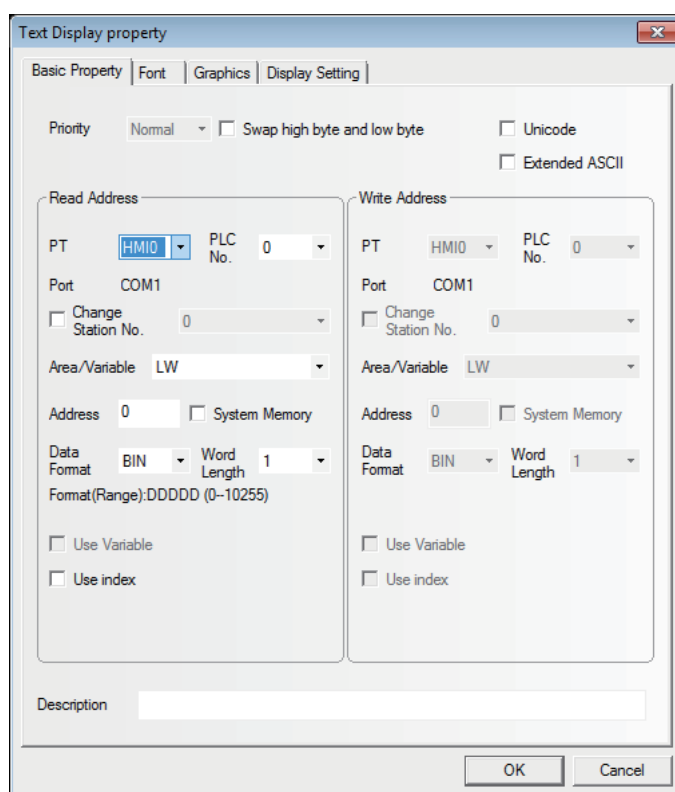 Text Display property
Basic Property Font Graphics Display Setting
Priority Normal Swap high byte and low byte Unicode
Extended ASCII
Read Address
PT HMI0 PLC No. 0
Port COM1
Change Station No. 0
Area/Variable LW
Address 0 System Memory
Data Format BIN Word Length 1
Format(Range):DDDDD (0--10255)
Use Variable
Use index
Write Address
PT HMI0 PLC No. 0
Port COM1
Change Station No. 0
Area/Variable LW
Address 0 System Memory
Data Format BIN Word Length 1
Use Variable
Use index
Description
OK Cancel